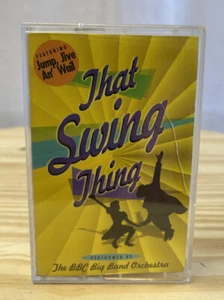 FEATURING
Jump, Jive
An' Wail
That
Swing
Thing
PERFORMED BY
The BBC Big Band Orchestra